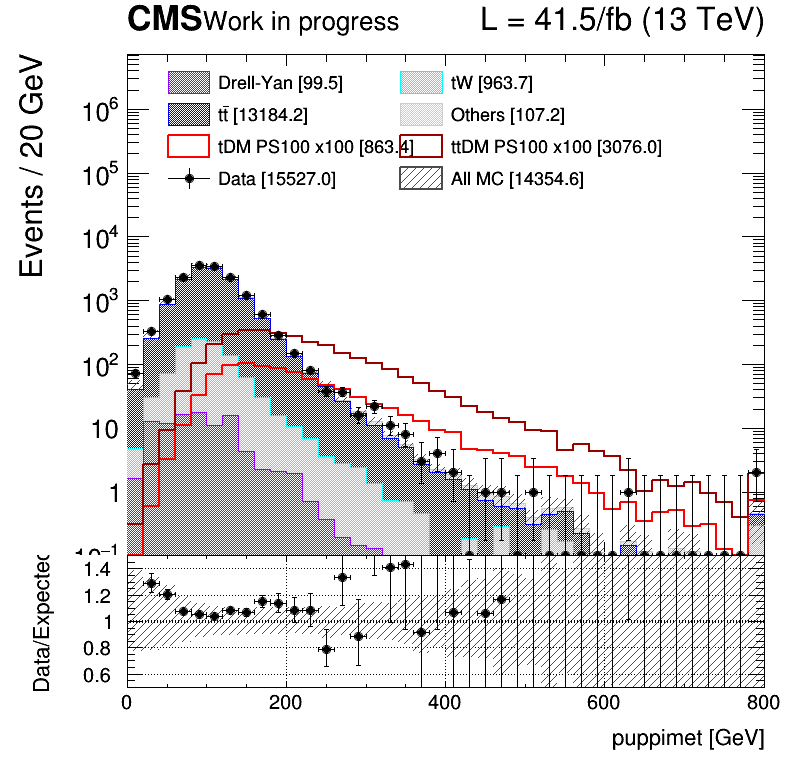 CMS Work in progress L = 41.5/fb (13 TeV)
Events / 20 GeV
Drell-Yan [99.5] tW [963.7]
tt̄ [13184.2] Others [107.2]
tDM PS100 x100 [863.4] ttDM PS100 x100 [3076.0]
Data [15527.0] All MC [14354.6]
10⁶
10⁵
10⁴
10³
10²
10
1
10⁻¹
Data/Expected
1.4
1.2
1
0.8
0.6
0 200 400 600 800
puppimet [GeV]